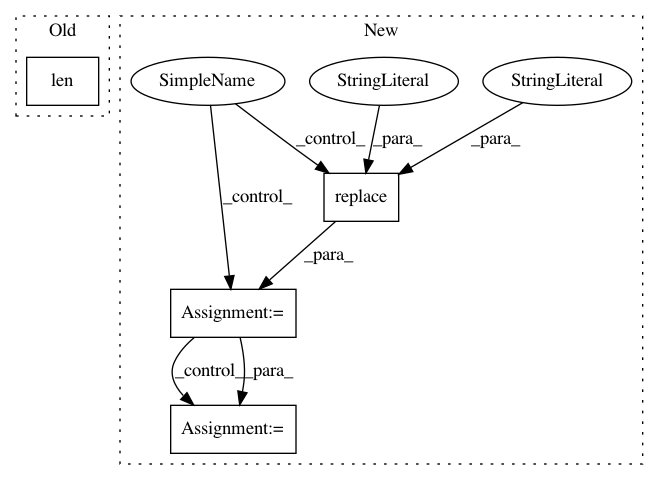 Old
New
len
SimpleName
StringLiteral
StringLiteral
_control_
_para_
_para_
replace
_control_
_para_
Assignment:=
_control_
_para_
Assignment:=